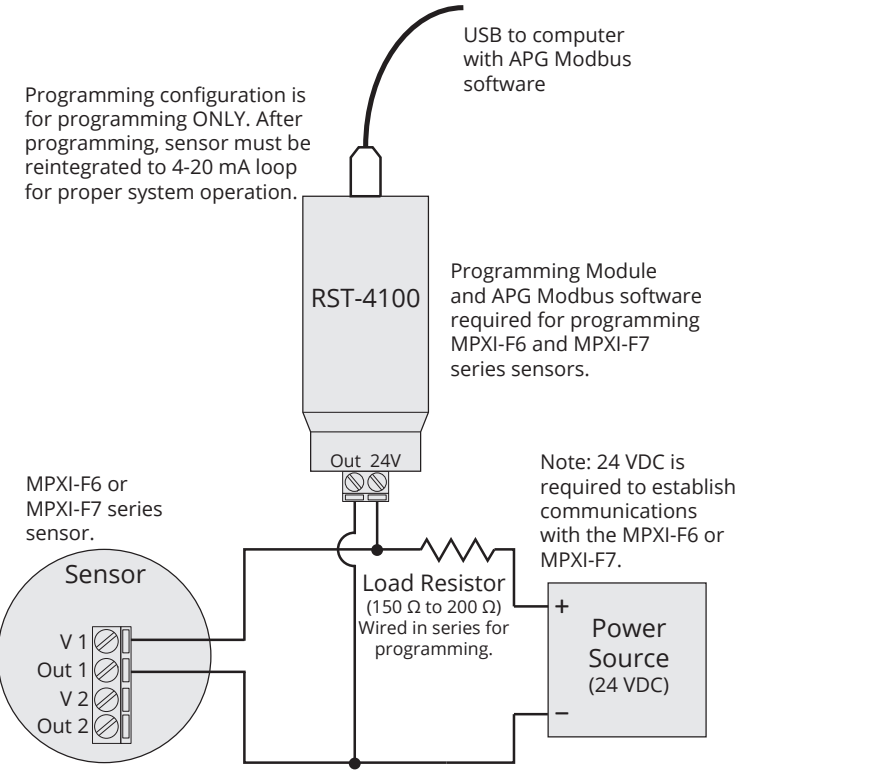 USB to computer
with APG Modbus
software
Programming configuration is
for programming ONLY. After
programming, sensor must be
reintegrated to 4-20 mA loop
for proper system operation.
RST-4100
Programming Module
and APG Modbus software
required for programming
MPXI-F6 and MPXI-F7
series sensors.
Out 24V
MPXI-F6 or
MPXI-F7 series
sensor.
Note: 24 VDC is
required to establish
communications
with the MPXI-F6 or
MPXI-F7.
Sensor
Load Resistor
(150 Ω to 200 Ω)
Wired in series for
programming.
V 1
Out 1
V 2
Out 2
+
Power
Source
(24 VDC)
−